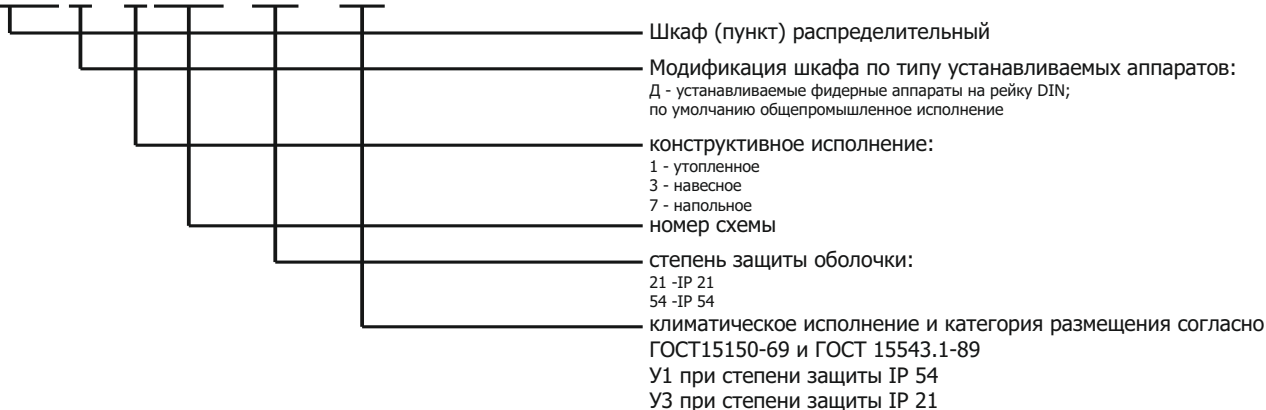 Шкаф (пункт) распределительный
Модификация шкафа по типу устанавливаемых аппаратов:
Д - устанавливаемые фидерные аппараты на рейку DIN;
по умолчанию общепромышленное исполнение
конструктивное исполнение:
1 - утопленное
3 - навесное
7 - напольное
номер схемы
степень защиты оболочки:
21 -IP 21
54 -IP 54
климатическое исполнение и категория размещения согласно
ГОСТ15150-69 и ГОСТ 15543.1-89
У1 при степени защиты IP 54
У3 при степени защиты IP 21